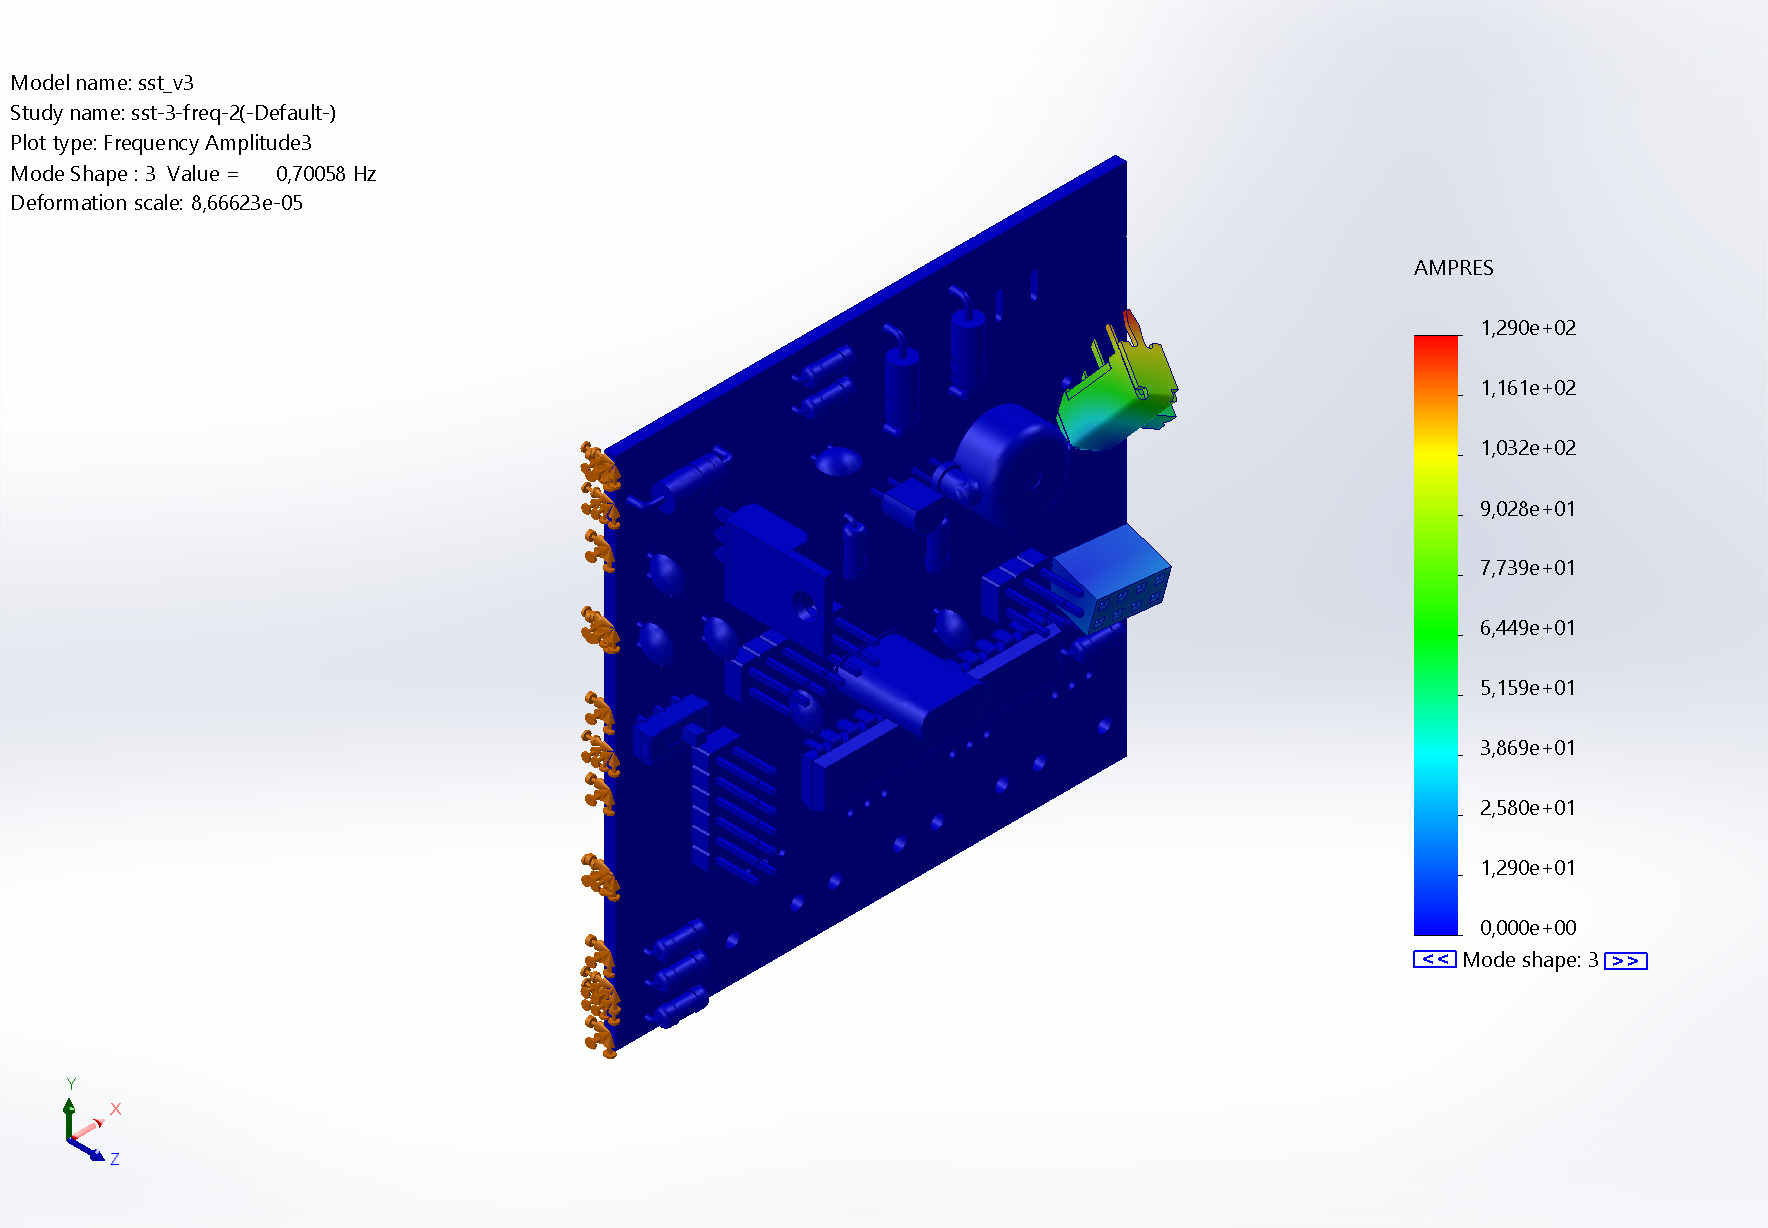 Model name: sst_v3
Study name: sst-3-freq-2(-Default-)
Plot type: Frequency Amplitude3
Mode Shape : 3 Value = 0,70058 Hz
Deformation scale: 8,66623e-05
AMPRES
1,290e+02
1,161e+02
1,032e+02
9,028e+01
7,739e+01
6,449e+01
5,159e+01
3,869e+01
2,580e+01
1,290e+01
0,000e+00
<< Mode shape: 3 >>
Y
X
Z